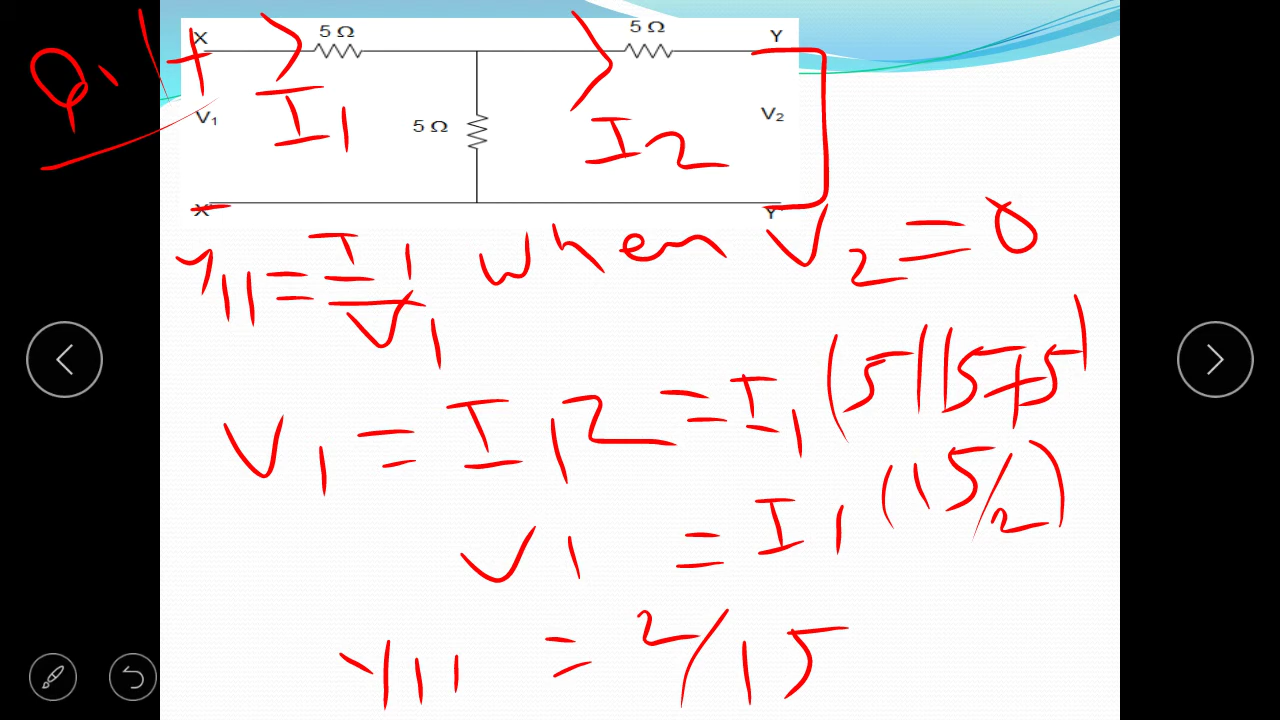 Q1
X 5 Ω 5 Ω Y
V1 I1 5 Ω I2 V2
X Y
Y11 = I1/V1 when V2 = 0
V1 = I1 Z = I1 (5||5+5)
V1 = I1 (15/2)
Y11 = 2/15